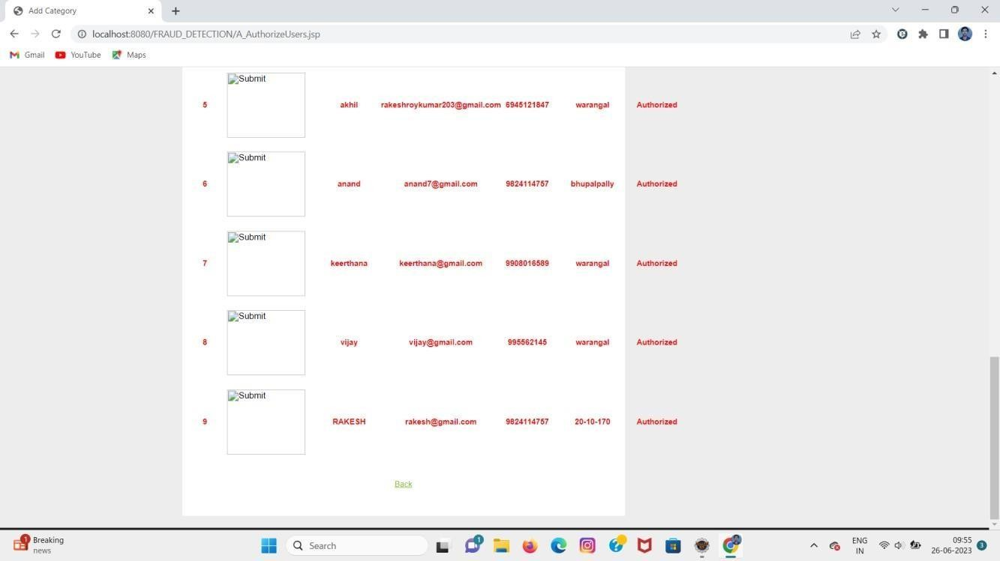 Add Category
localhost:8080/FRAUD_DETECTION/A_AuthorizeUsers.jsp
Gmail YouTube Maps
Submit
5 akhil rakeshroykumar203@gmail.com 6945121847 warangal Authorized
Submit
6 anand anand7@gmail.com 9824114757 bhupalpally Authorized
Submit
7 keerthana keerthana@gmail.com 9908016589 warangal Authorized
Submit
8 vijay vijay@gmail.com 995562145 warangal Authorized
Submit
9 RAKESH rakesh@gmail.com 9824114757 20-10-170 Authorized
Back
1 Breaking
news
Search
1
ENG
IN
09:55
26-06-2023
3